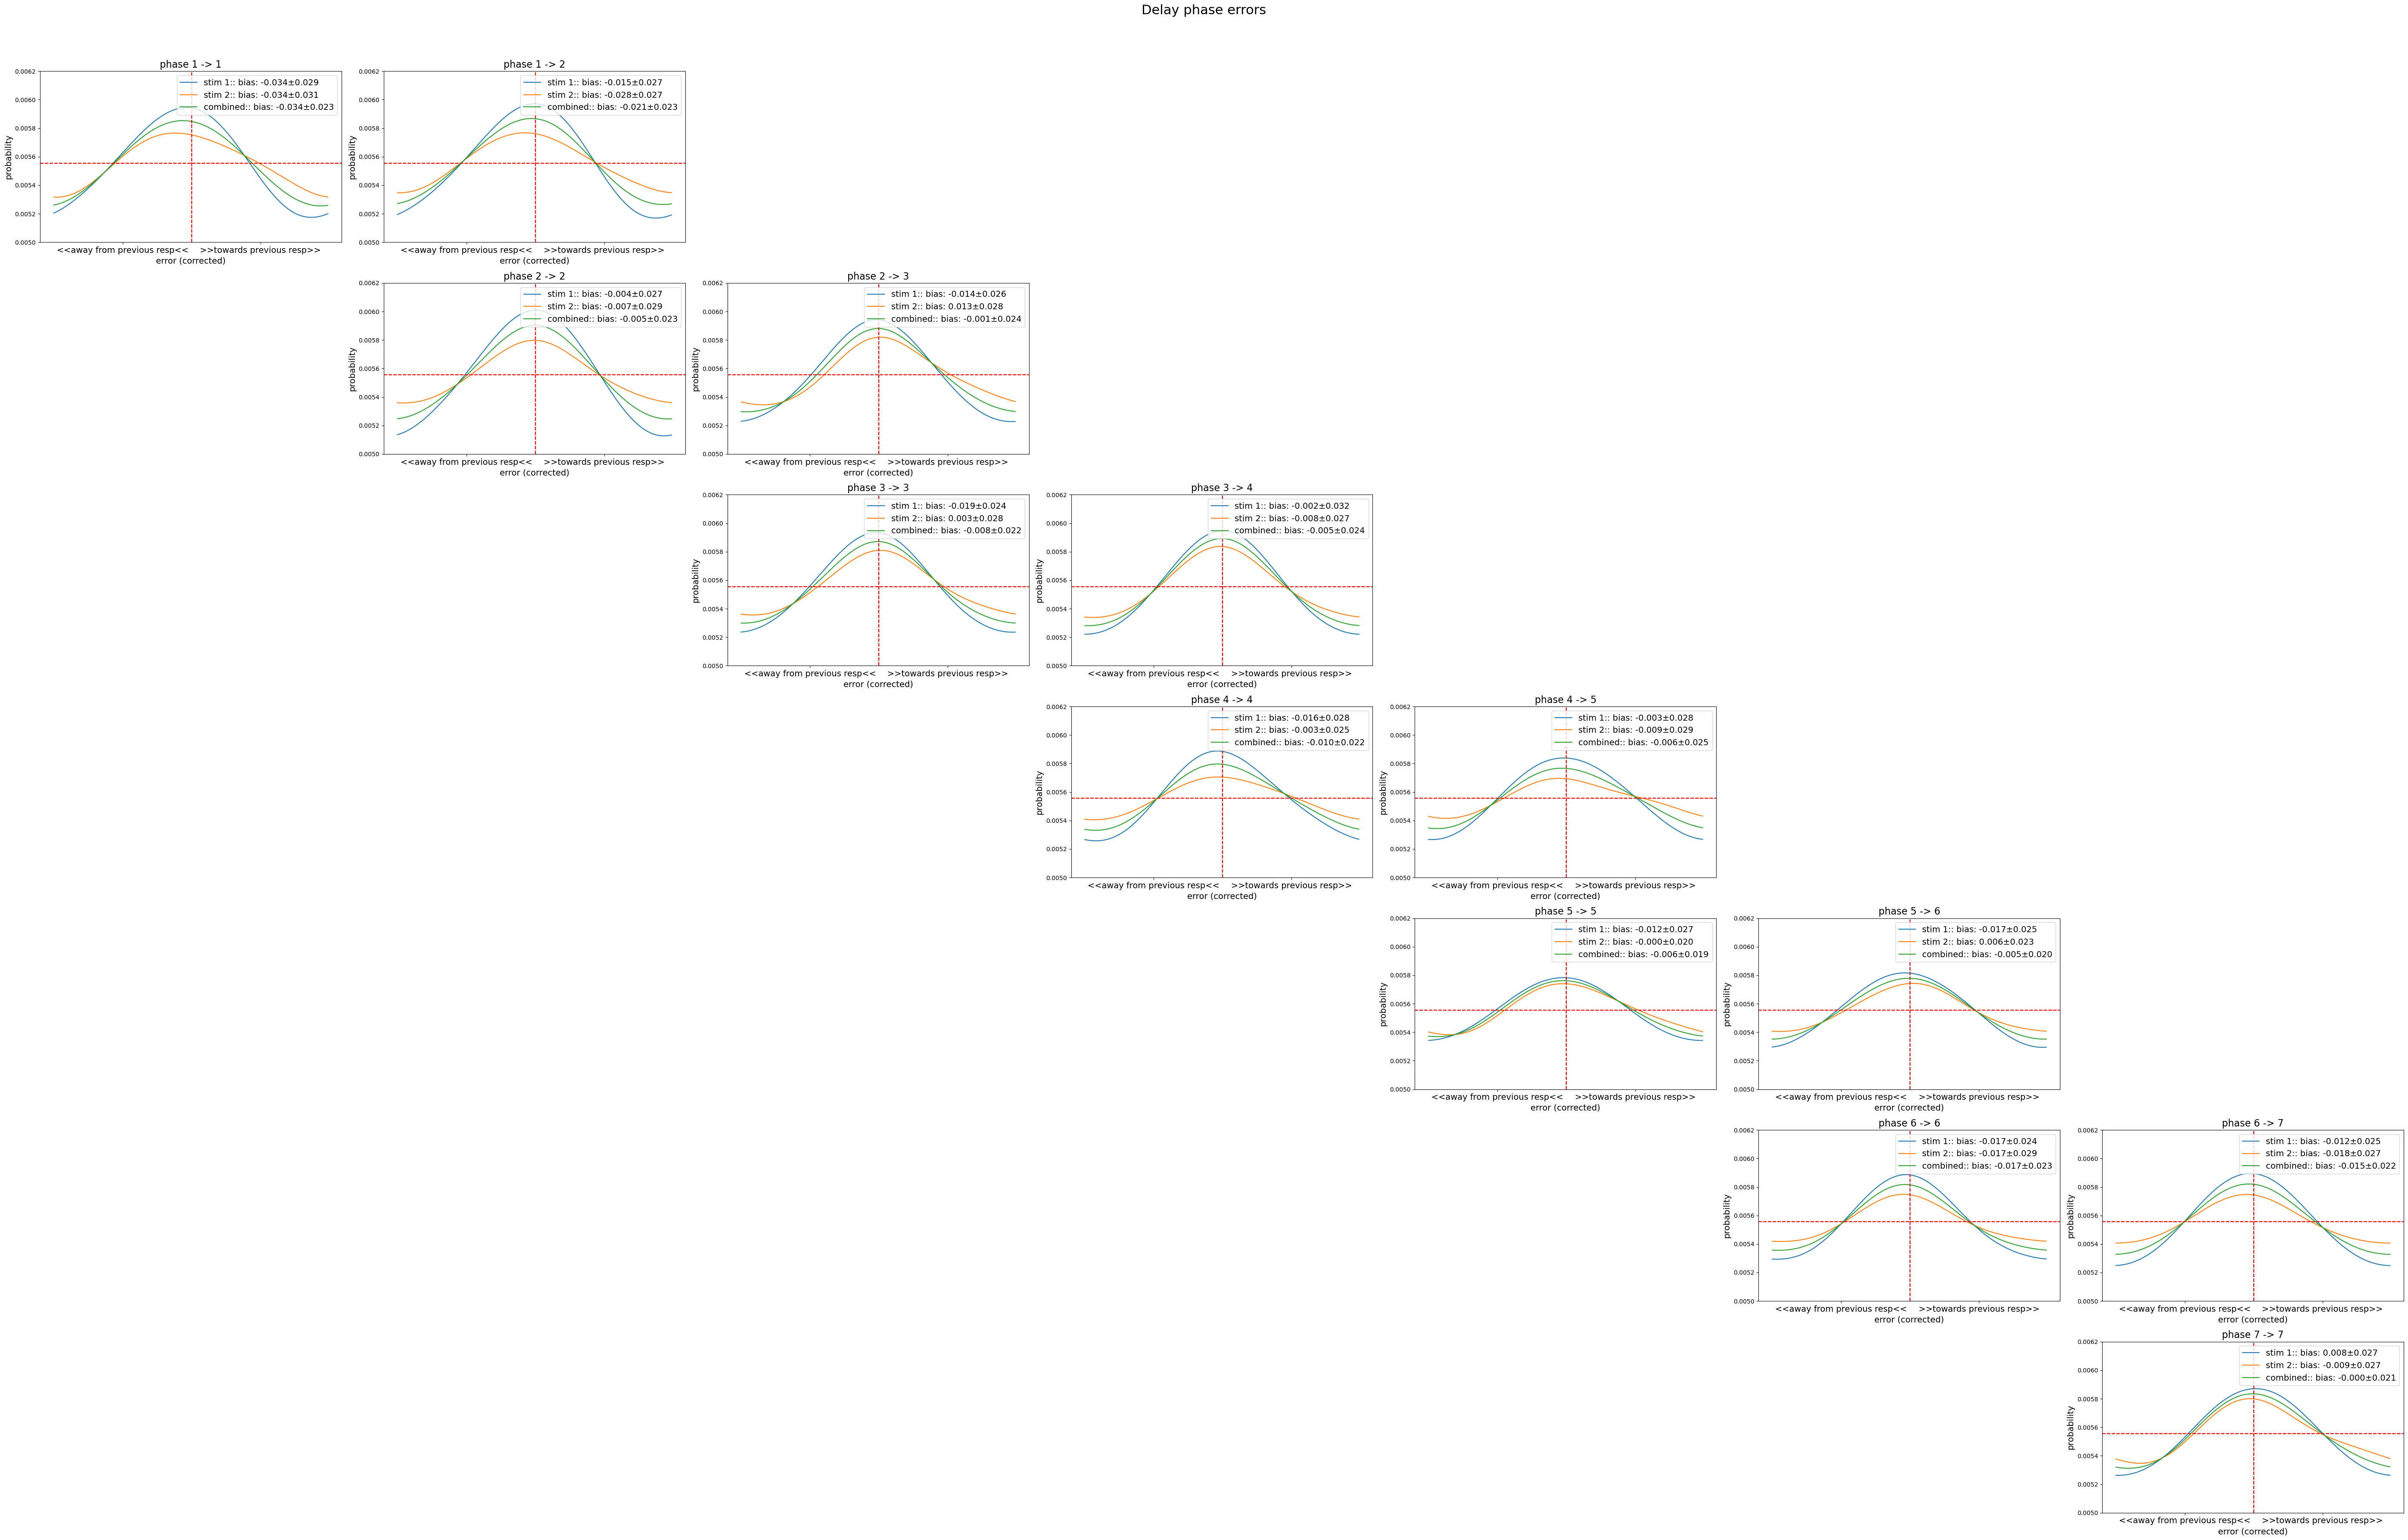 Delay phase errors
phase 1 -> 1
stim 1:: bias: -0.034±0.029
stim 2:: bias: -0.034±0.031
combined:: bias: -0.034±0.023
0.0062
0.0060
0.0058
0.0056
0.0054
0.0052
0.0050
probability
<<away from previous resp<<
>>towards previous resp>>
error (corrected)
phase 1 -> 2
stim 1:: bias: -0.015±0.027
stim 2:: bias: -0.028±0.027
combined:: bias: -0.021±0.023
0.0062
0.0060
0.0058
0.0056
0.0054
0.0052
0.0050
probability
<<away from previous resp<<
>>towards previous resp>>
error (corrected)
phase 2 -> 2
stim 1:: bias: -0.004±0.027
stim 2:: bias: -0.007±0.029
combined:: bias: -0.005±0.023
0.0062
0.0060
0.0058
0.0056
0.0054
0.0052
0.0050
probability
<<away from previous resp<<
>>towards previous resp>>
error (corrected)
phase 2 -> 3
stim 1:: bias: -0.014±0.026
stim 2:: bias: 0.013±0.028
combined:: bias: -0.001±0.024
0.0062
0.0060
0.0058
0.0056
0.0054
0.0052
0.0050
probability
<<away from previous resp<<
>>towards previous resp>>
error (corrected)
phase 3 -> 3
stim 1:: bias: -0.019±0.024
stim 2:: bias: 0.003±0.028
combined:: bias: -0.008±0.022
0.0062
0.0060
0.0058
0.0056
0.0054
0.0052
0.0050
probability
<<away from previous resp<<
>>towards previous resp>>
error (corrected)
phase 3 -> 4
stim 1:: bias: -0.002±0.032
stim 2:: bias: -0.008±0.027
combined:: bias: -0.005±0.024
0.0062
0.0060
0.0058
0.0056
0.0054
0.0052
0.0050
probability
<<away from previous resp<<
>>towards previous resp>>
error (corrected)
phase 4 -> 4
stim 1:: bias: -0.016±0.028
stim 2:: bias: -0.003±0.025
combined:: bias: -0.010±0.022
0.0062
0.0060
0.0058
0.0056
0.0054
0.0052
0.0050
probability
<<away from previous resp<<
>>towards previous resp>>
error (corrected)
phase 4 -> 5
stim 1:: bias: -0.003±0.028
stim 2:: bias: -0.009±0.029
combined:: bias: -0.006±0.025
0.0062
0.0060
0.0058
0.0056
0.0054
0.0052
0.0050
probability
<<away from previous resp<<
>>towards previous resp>>
error (corrected)
phase 5 -> 5
stim 1:: bias: -0.012±0.027
stim 2:: bias: -0.000±0.020
combined:: bias: -0.006±0.019
0.0062
0.0060
0.0058
0.0056
0.0054
0.0052
0.0050
probability
<<away from previous resp<<
>>towards previous resp>>
error (corrected)
phase 5 -> 6
stim 1:: bias: -0.017±0.025
stim 2:: bias: 0.006±0.023
combined:: bias: -0.005±0.020
0.0062
0.0060
0.0058
0.0056
0.0054
0.0052
0.0050
probability
<<away from previous resp<<
>>towards previous resp>>
error (corrected)
phase 6 -> 6
stim 1:: bias: -0.017±0.024
stim 2:: bias: -0.017±0.029
combined:: bias: -0.017±0.023
0.0062
0.0060
0.0058
0.0056
0.0054
0.0052
0.0050
probability
<<away from previous resp<<
>>towards previous resp>>
error (corrected)
phase 6 -> 7
stim 1:: bias: -0.012±0.025
stim 2:: bias: -0.018±0.027
combined:: bias: -0.015±0.022
0.0062
0.0060
0.0058
0.0056
0.0054
0.0052
0.0050
probability
<<away from previous resp<<
>>towards previous resp>>
error (corrected)
phase 7 -> 7
stim 1:: bias: 0.008±0.027
stim 2:: bias: -0.009±0.027
combined:: bias: -0.000±0.021
0.0062
0.0060
0.0058
0.0056
0.0054
0.0052
0.0050
probability
<<away from previous resp<<
>>towards previous resp>>
error (corrected)